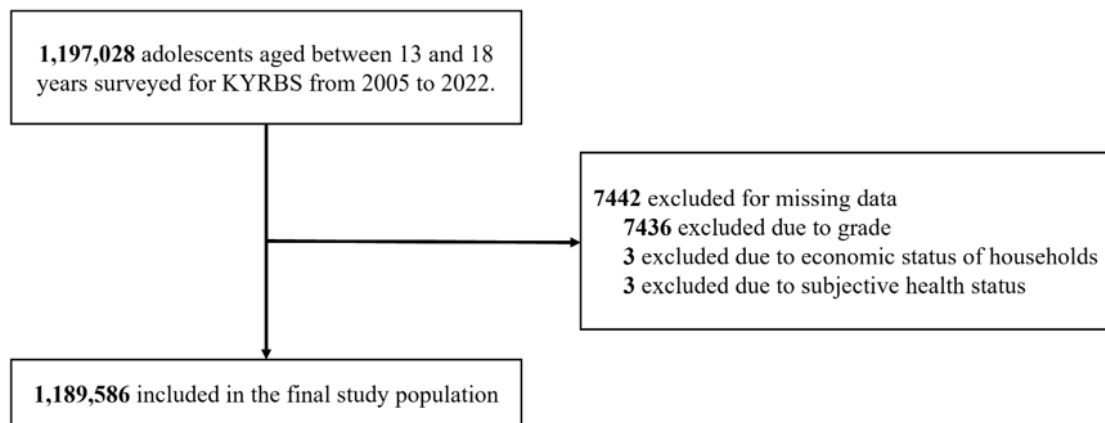 1,197,028 adolescents aged between 13 and 18
years surveyed for KYRBS from 2005 to 2022.
7442 excluded for missing data
7436 excluded due to grade
3 excluded due to economic status of households
3 excluded due to subjective health status
1,189,586 included in the final study population